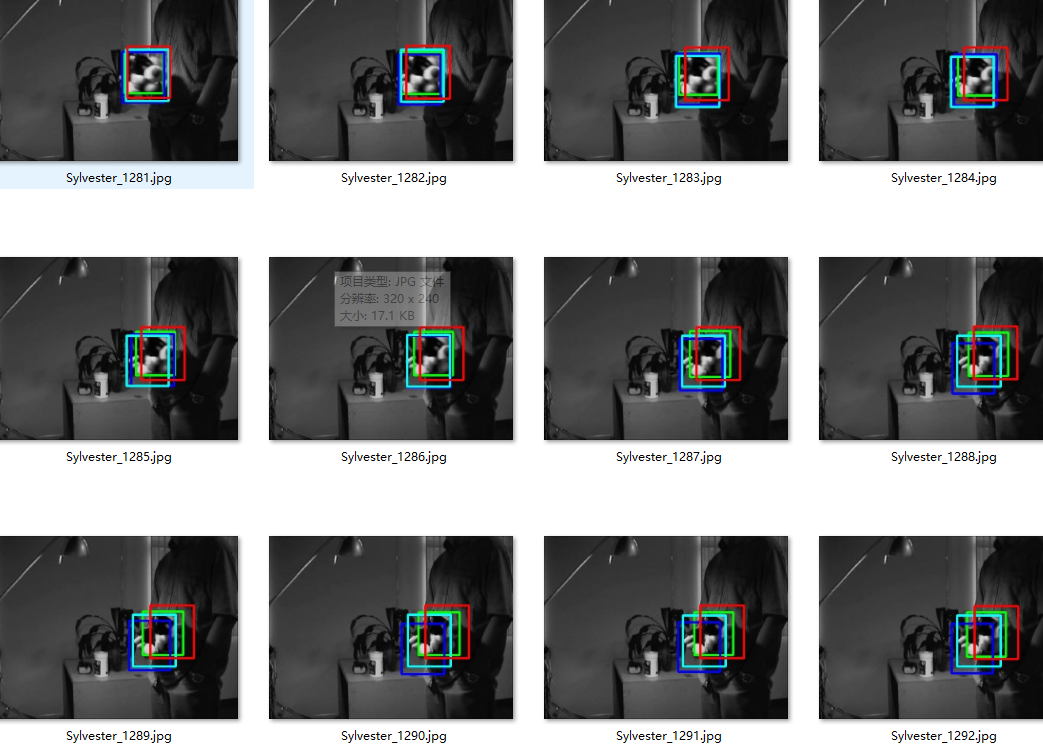 Sylvester_1281.jpg
Sylvester_1282.jpg
Sylvester_1283.jpg
Sylvester_1284.jpg
项目类型: JPG 文件
分辨率: 320 x 240
大小: 17.1 KB
Sylvester_1285.jpg
Sylvester_1286.jpg
Sylvester_1287.jpg
Sylvester_1288.jpg
Sylvester_1289.jpg
Sylvester_1290.jpg
Sylvester_1291.jpg
Sylvester_1292.jpg